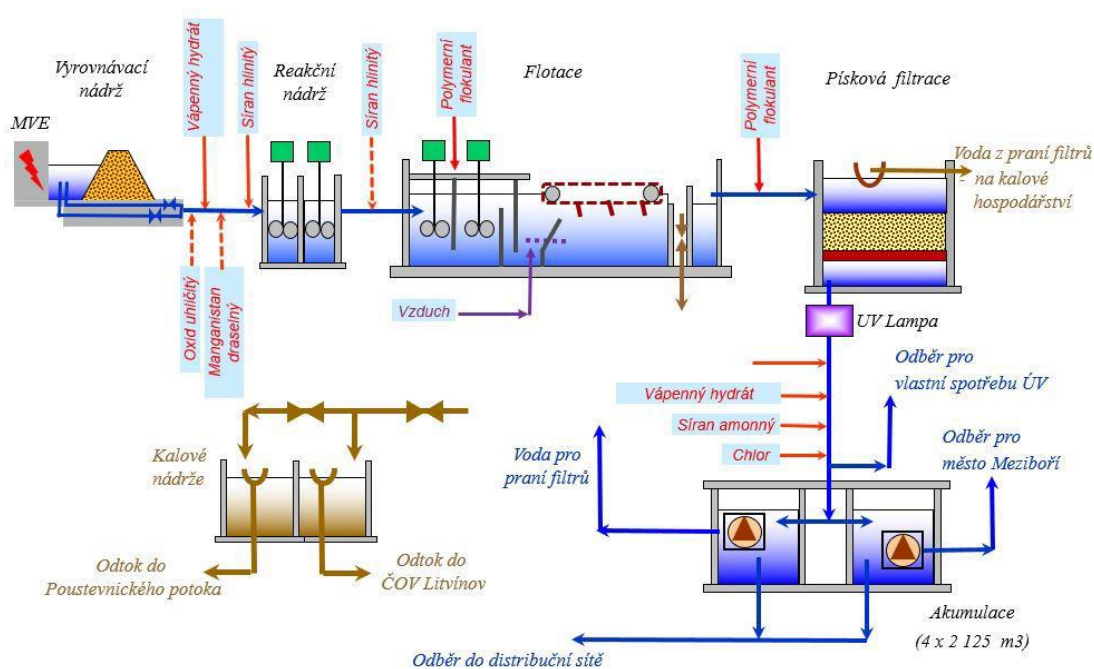 Vyrovnávací
nádrž
MVE
Vápenný hydrát
Síran hlinitý
Reakční
nádrž
Síran hlinitý
Polymerní
flokulant
Flotace
Polymerní
flokulant
Písková filtrace
Voda z praní filtrů
- na kalové
hospodářství
Oxid uhličitý
Manganistan
draselný
Vzduch
UV Lampa
Odběr pro
vlastní spotřebu ÚV
Vápenný hydrát
Síran amonný
Chlor
Voda pro
praní filtrů
Odběr pro
město Meziboří
Kalové
nádrže
Odtok do
Poustevnického potoka
Odtok do
ČOV Litvínov
Akumulace
(4 x 2 125 m3)
Odběr do distribuční sítě